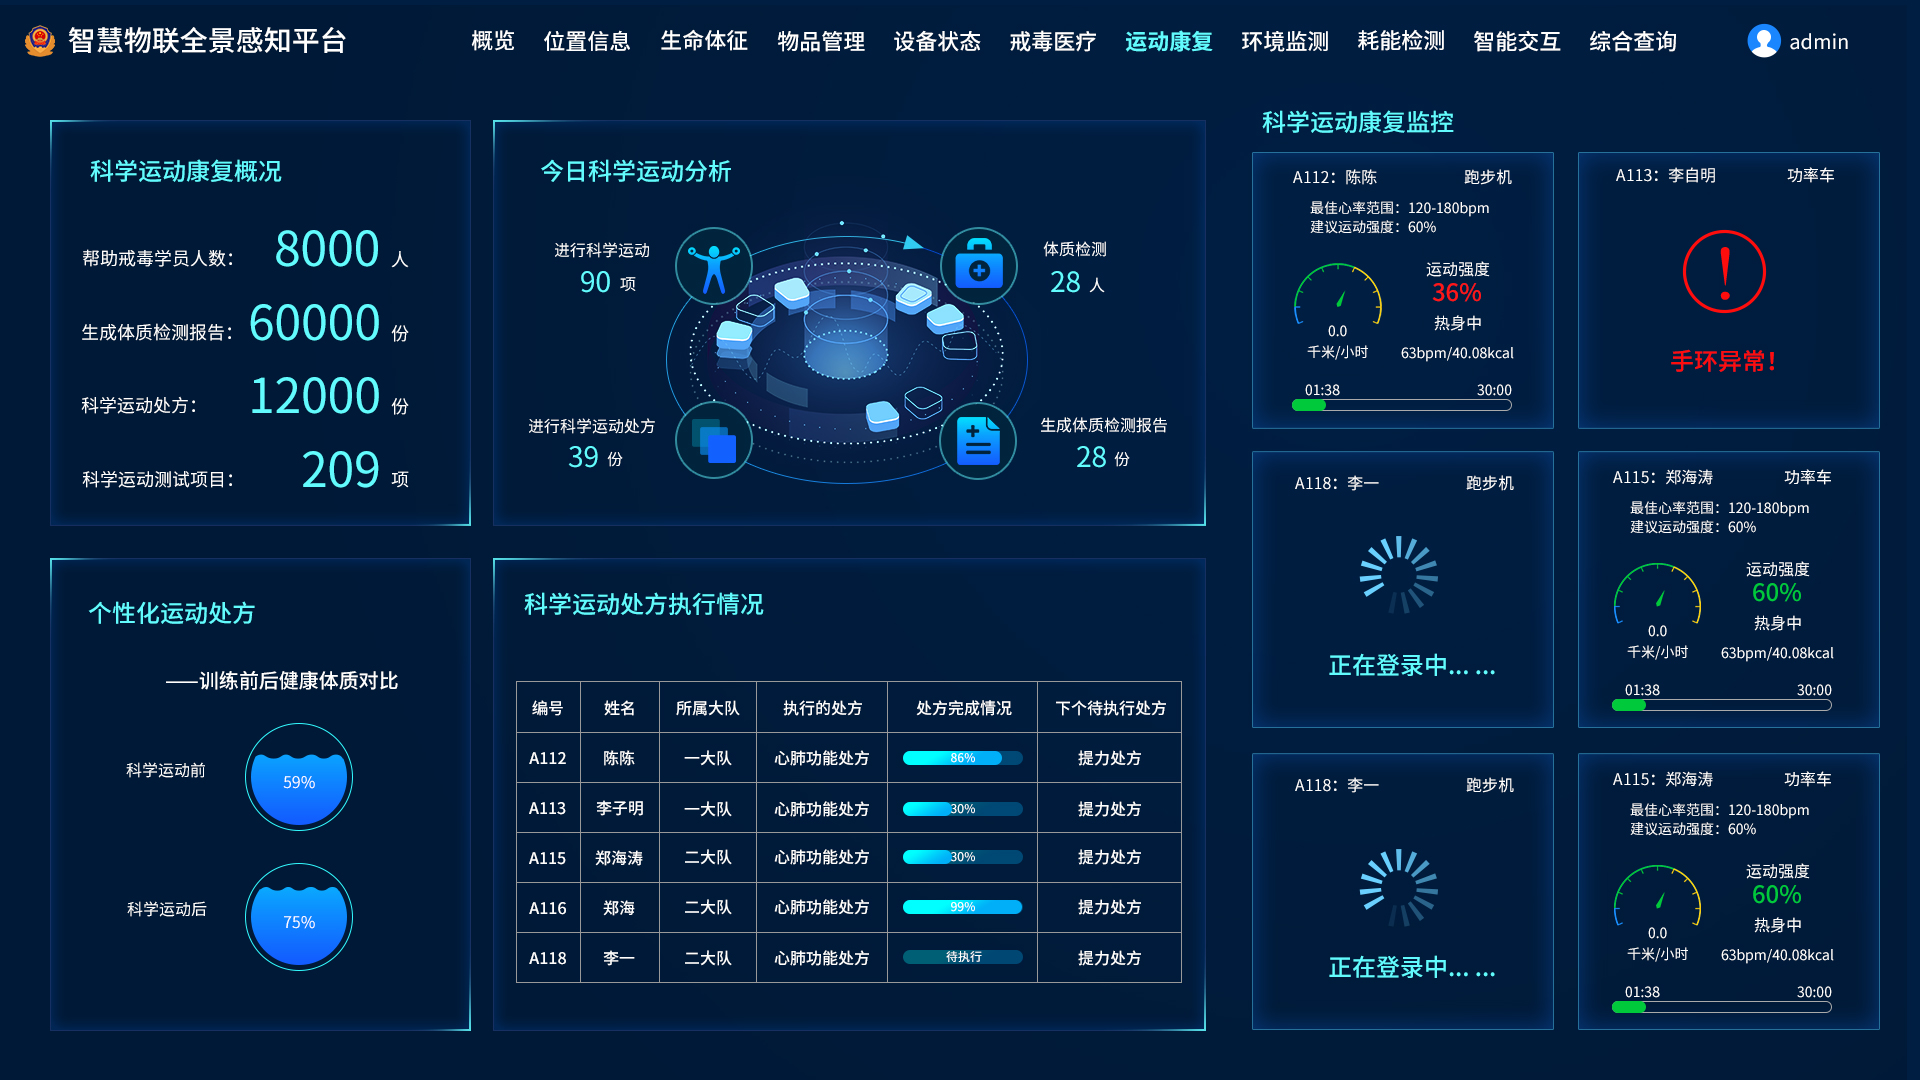 智慧物联全景感知平台
概览 位置信息 生命体征 物品管理 设备状态 戒毒医疗 运动康复 环境监测 耗能检测 智能交互 综合查询
admin
科学运动康复概况
帮助戒毒学员人数： 8000 人
生成体质检测报告： 60000 份
科学运动处方： 12000 份
科学运动测试项目： 209 项
今日科学运动分析
进行科学运动
90 项
体质检测
28 人
进行科学运动处方
39 份
生成体质检测报告
28 份
个性化运动处方
——训练前后健康体质对比
科学运动前
59%
科学运动后
75%
科学运动处方执行情况
编号 姓名 所属大队 执行的处方 处方完成情况 下个待执行处方
A112 陈陈 一大队 心肺功能处方 86% 提力处方
A113 李子明 一大队 心肺功能处方 30% 提力处方
A115 郑海涛 二大队 心肺功能处方 30% 提力处方
A116 郑海 二大队 心肺功能处方 99% 提力处方
A118 李一 二大队 心肺功能处方 待执行 提力处方
科学运动康复监控
A112：陈陈 跑步机
最佳心率范围：120-180bpm
建议运动强度：60%
运动强度
36%
热身中
0.0
千米/小时
63bpm/40.08kcal
01:38 30:00
A113：李自明 功率车
手环异常！
A118：李一 跑步机
正在登录中... ...
A115：郑海涛 功率车
最佳心率范围：120-180bpm
建议运动强度：60%
运动强度
60%
热身中
0.0
千米/小时
63bpm/40.08kcal
01:38 30:00
A118：李一 跑步机
正在登录中... ...
A115：郑海涛 功率车
最佳心率范围：120-180bpm
建议运动强度：60%
运动强度
60%
热身中
0.0
千米/小时
63bpm/40.08kcal
01:38 30:00